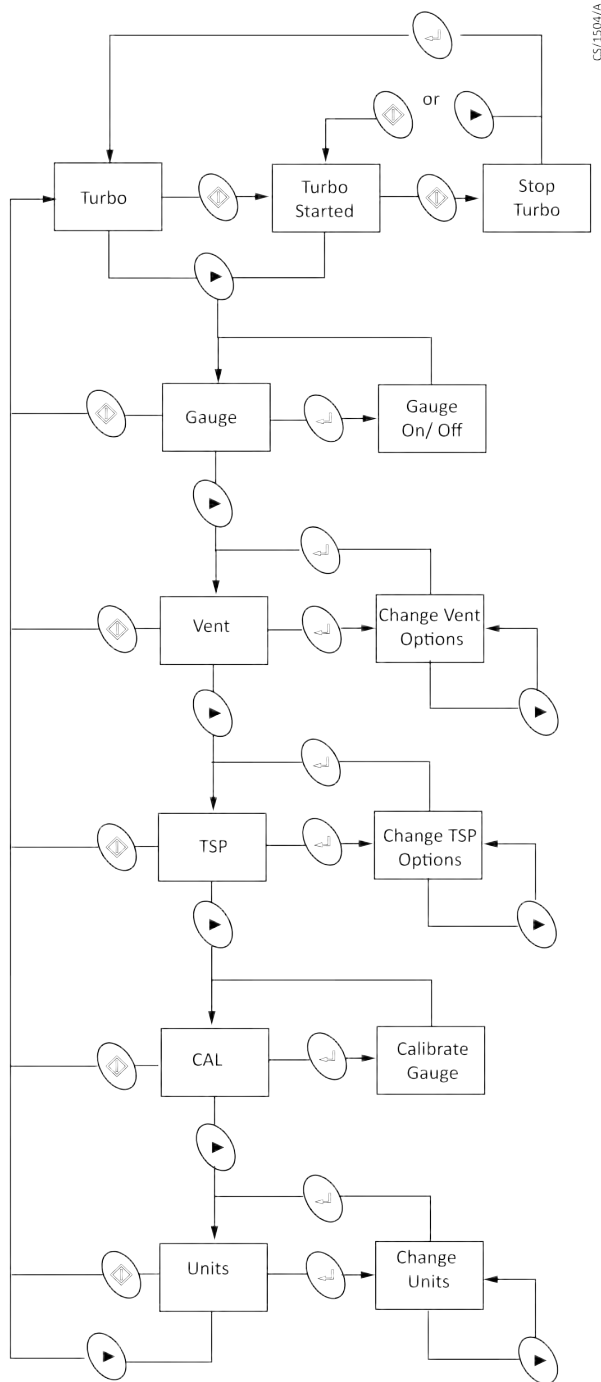 CS/1504/A
or
Turbo
Turbo
Started
Stop
Turbo
Gauge
Gauge
On/ Off
Vent
Change Vent
Options
TSP
Change TSP
Options
CAL
Calibrate
Gauge
Units
Change
Units